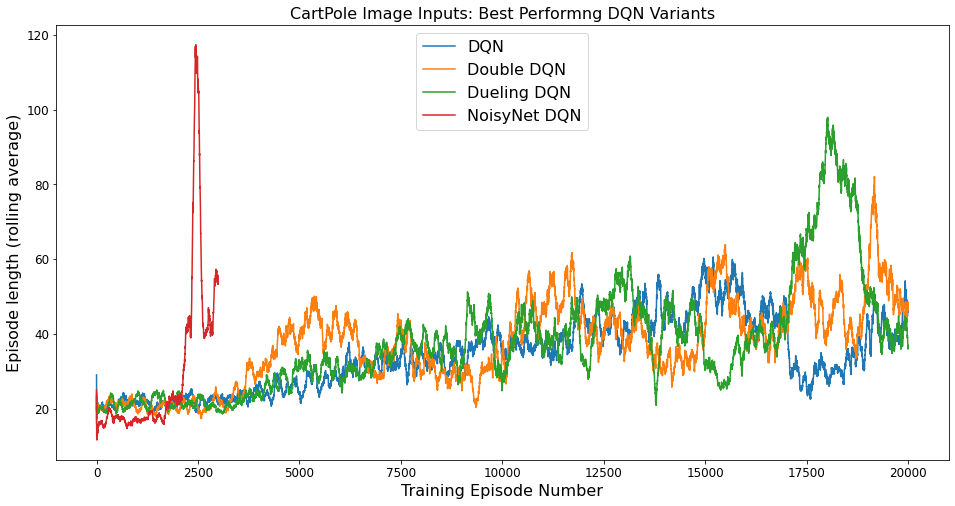 CartPole Image Inputs: Best Performng DQN Variants
120
100
80
60
40
20
Episode length (rolling average)
DQN
Double DQN
Dueling DQN
NoisyNet DQN
0 2500 5000 7500 10000 12500 15000 17500 20000
Training Episode Number